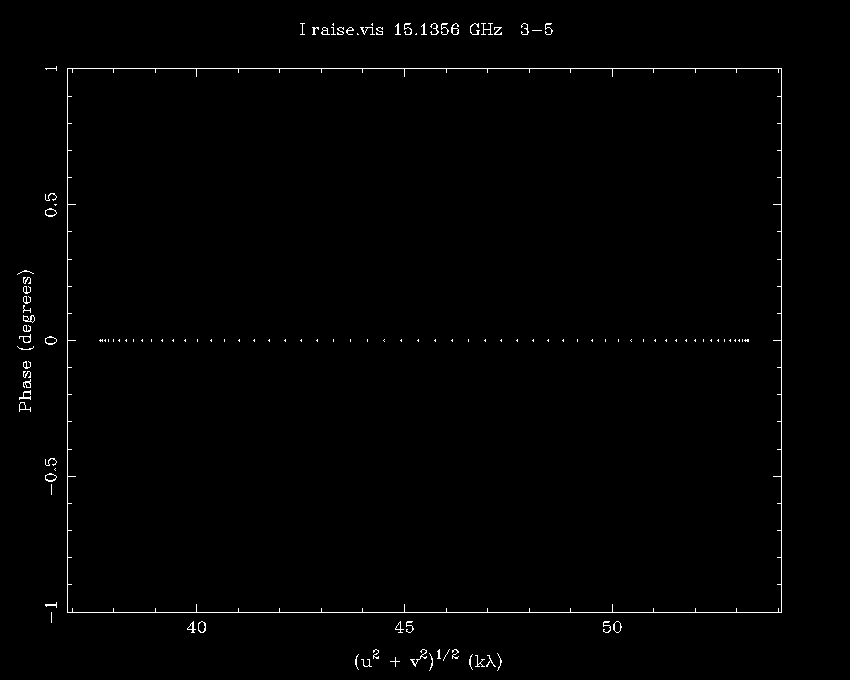 I raise.vis 15.1356 GHz 3−5
1
0.5
0
−0.5
−1
Phase (degrees)
40 45 50
(u² + v²)^1/2 (kλ)